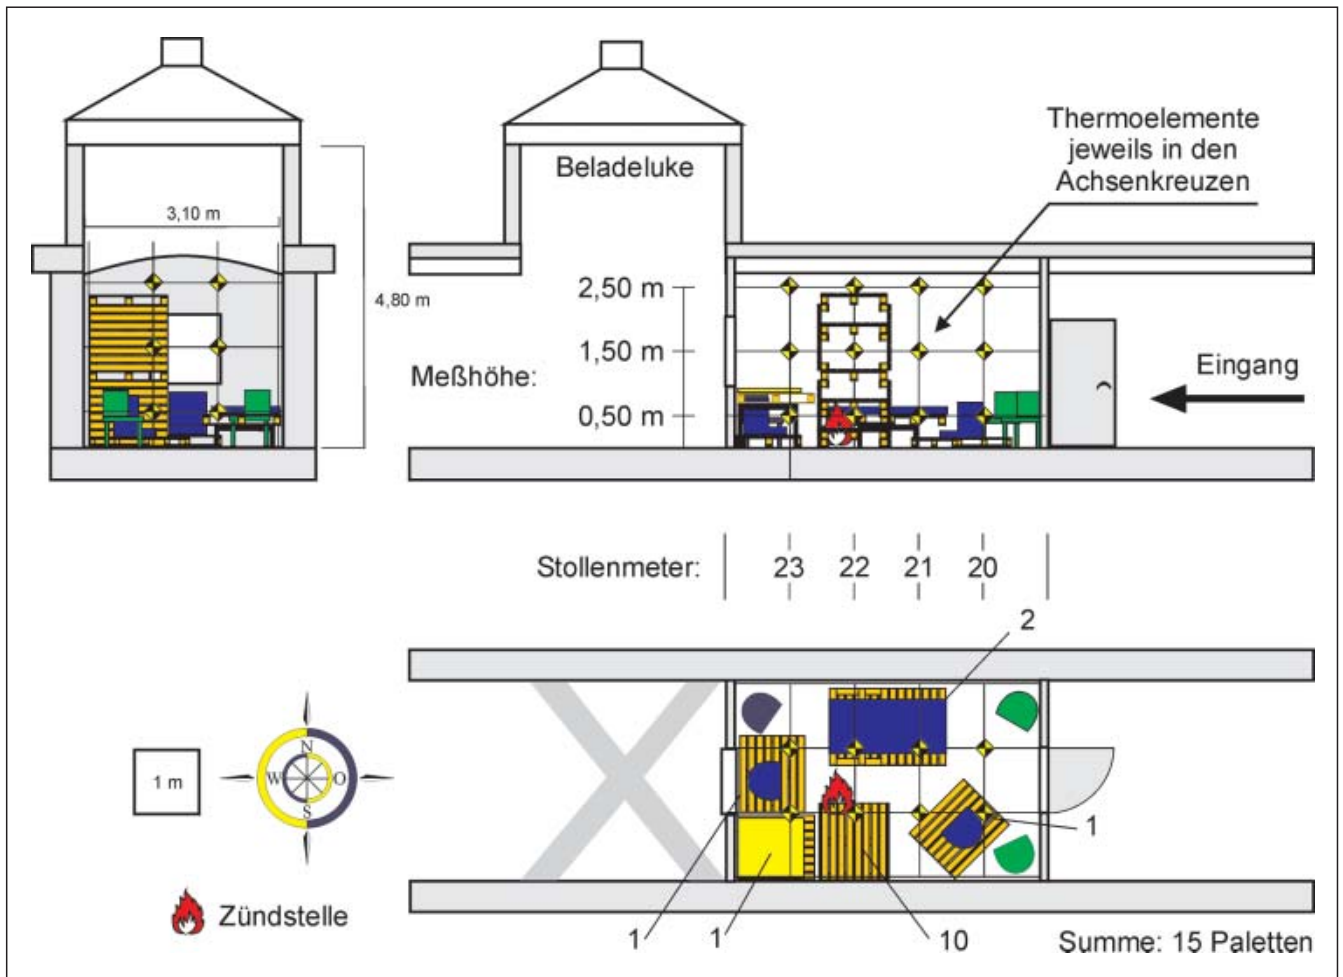 Thermoelemente
jeweils in den
Achsenkreuzen
Beladeluke
3,10 m
4,80 m
Meßhöhe:
2,50 m
1,50 m
0,50 m
Eingang
Stollenmeter:
23
22
21
20
2
1 m
N
W
O
S
1
Zündstelle
1
1
10
Summe: 15 Paletten